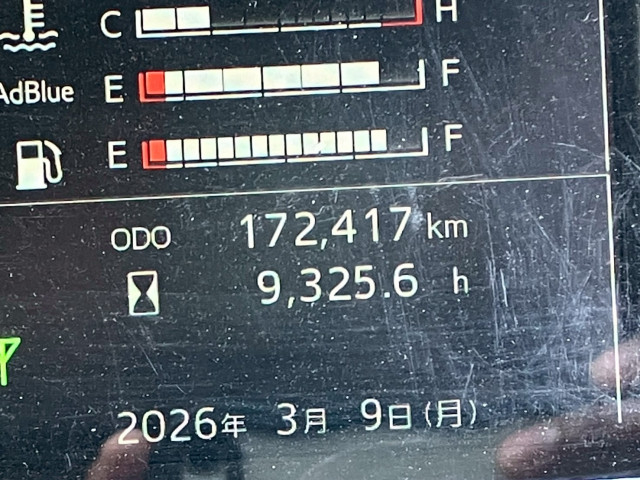 C H
AdBlue E F
E F
ODO 172,417 km
9,325.6 h
2026年 3月 9日(月)